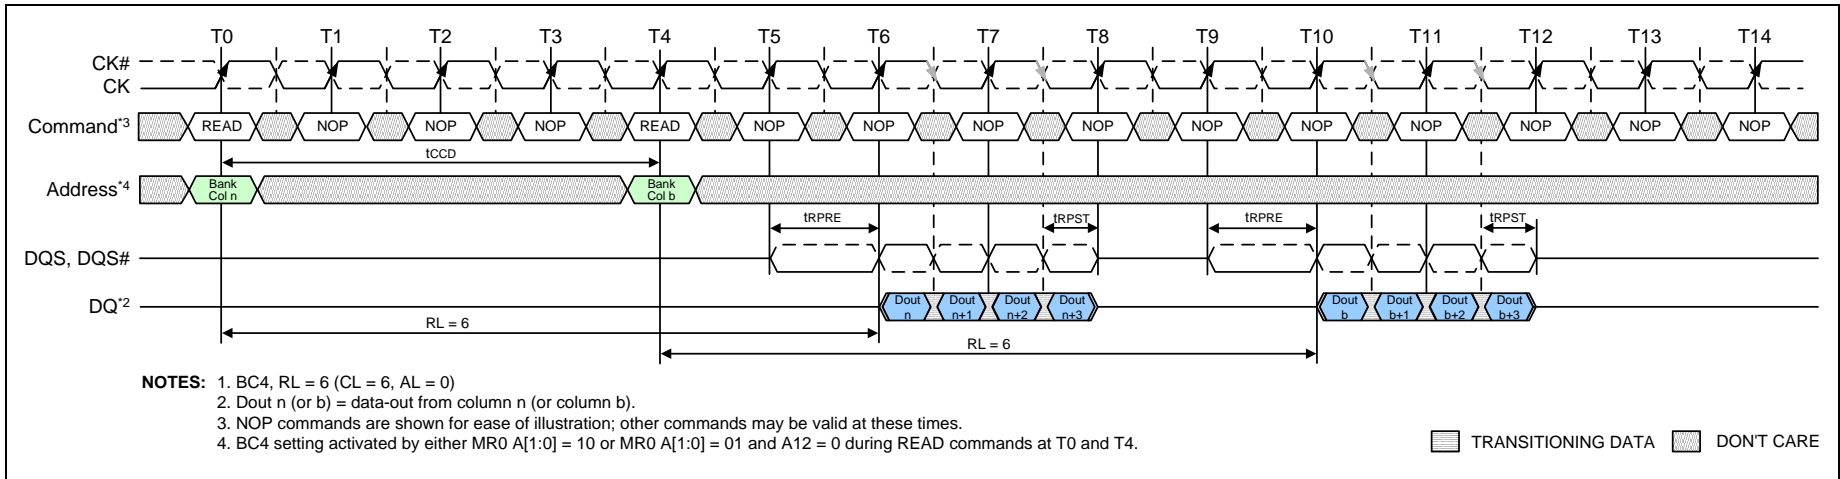 T0 T1 T2 T3 T4 T5 T6 T7 T8 T9 T10 T11 T12 T13 T14
CK#
CK
Command*3 READ NOP NOP NOP READ NOP NOP NOP NOP NOP NOP NOP NOP NOP NOP
tCCD
Address*4 Bank Col n Bank Col b
tRPRE tRPST tRPRE tRPST
DQS, DQS#
DQ*2 Dout n Dout n+1 Dout n+2 Dout n+3 Dout b Dout b+1 Dout b+2 Dout b+3
RL = 6
RL = 6
NOTES: 1. BC4, RL = 6 (CL = 6, AL = 0)
2. Dout n (or b) = data-out from column n (or column b).
3. NOP commands are shown for ease of illustration; other commands may be valid at these times.
4. BC4 setting activated by either MR0 A[1:0] = 10 or MR0 A[1:0] = 01 and A12 = 0 during READ commands at T0 and T4.
TRANSITIONING DATA DON'T CARE